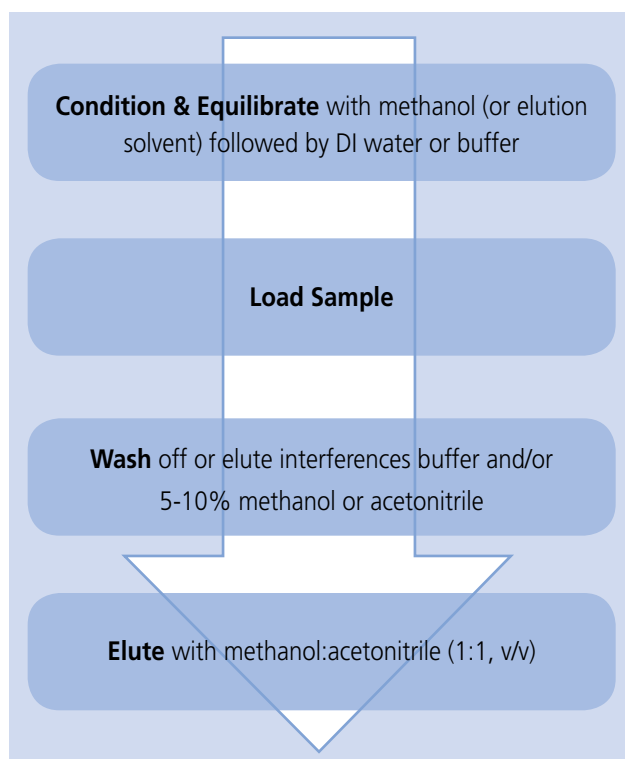 Condition & Equilibrate with methanol (or elution
solvent) followed by DI water or buffer
Load Sample
Wash off or elute interferences buffer and/or
5-10% methanol or acetonitrile
Elute with methanol:acetonitrile (1:1, v/v)